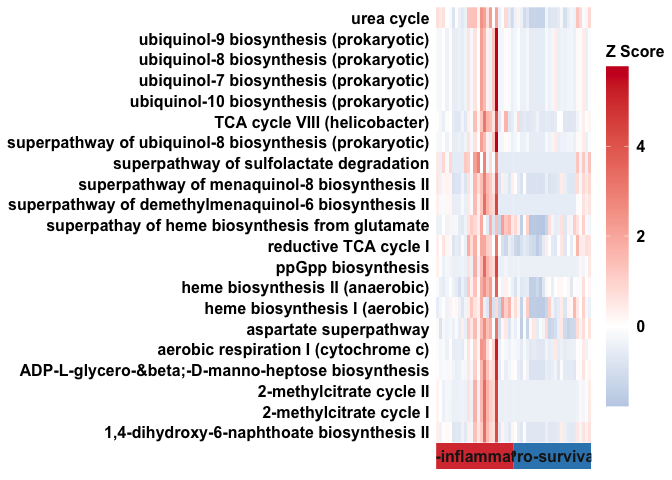 urea cycle
ubiquinol-9 biosynthesis (prokaryotic)
ubiquinol-8 biosynthesis (prokaryotic)
ubiquinol-7 biosynthesis (prokaryotic)
ubiquinol-10 biosynthesis (prokaryotic)
TCA cycle VIII (helicobacter)
superpathway of ubiquinol-8 biosynthesis (prokaryotic)
superpathway of sulfolactate degradation
superpathway of menaquinol-8 biosynthesis II
superpathway of demethylmenaquinol-6 biosynthesis II
superpathay of heme biosynthesis from glutamate
reductive TCA cycle I
ppGpp biosynthesis
heme biosynthesis II (anaerobic)
heme biosynthesis I (aerobic)
aspartate superpathway
aerobic respiration I (cytochrome c)
ADP-L-glycero-&beta;-D-manno-heptose biosynthesis
2-methylcitrate cycle II
2-methylcitrate cycle I
1,4-dihydroxy-6-naphthoate biosynthesis II
-inflammat
ro-surviva
Z Score
4
2
0